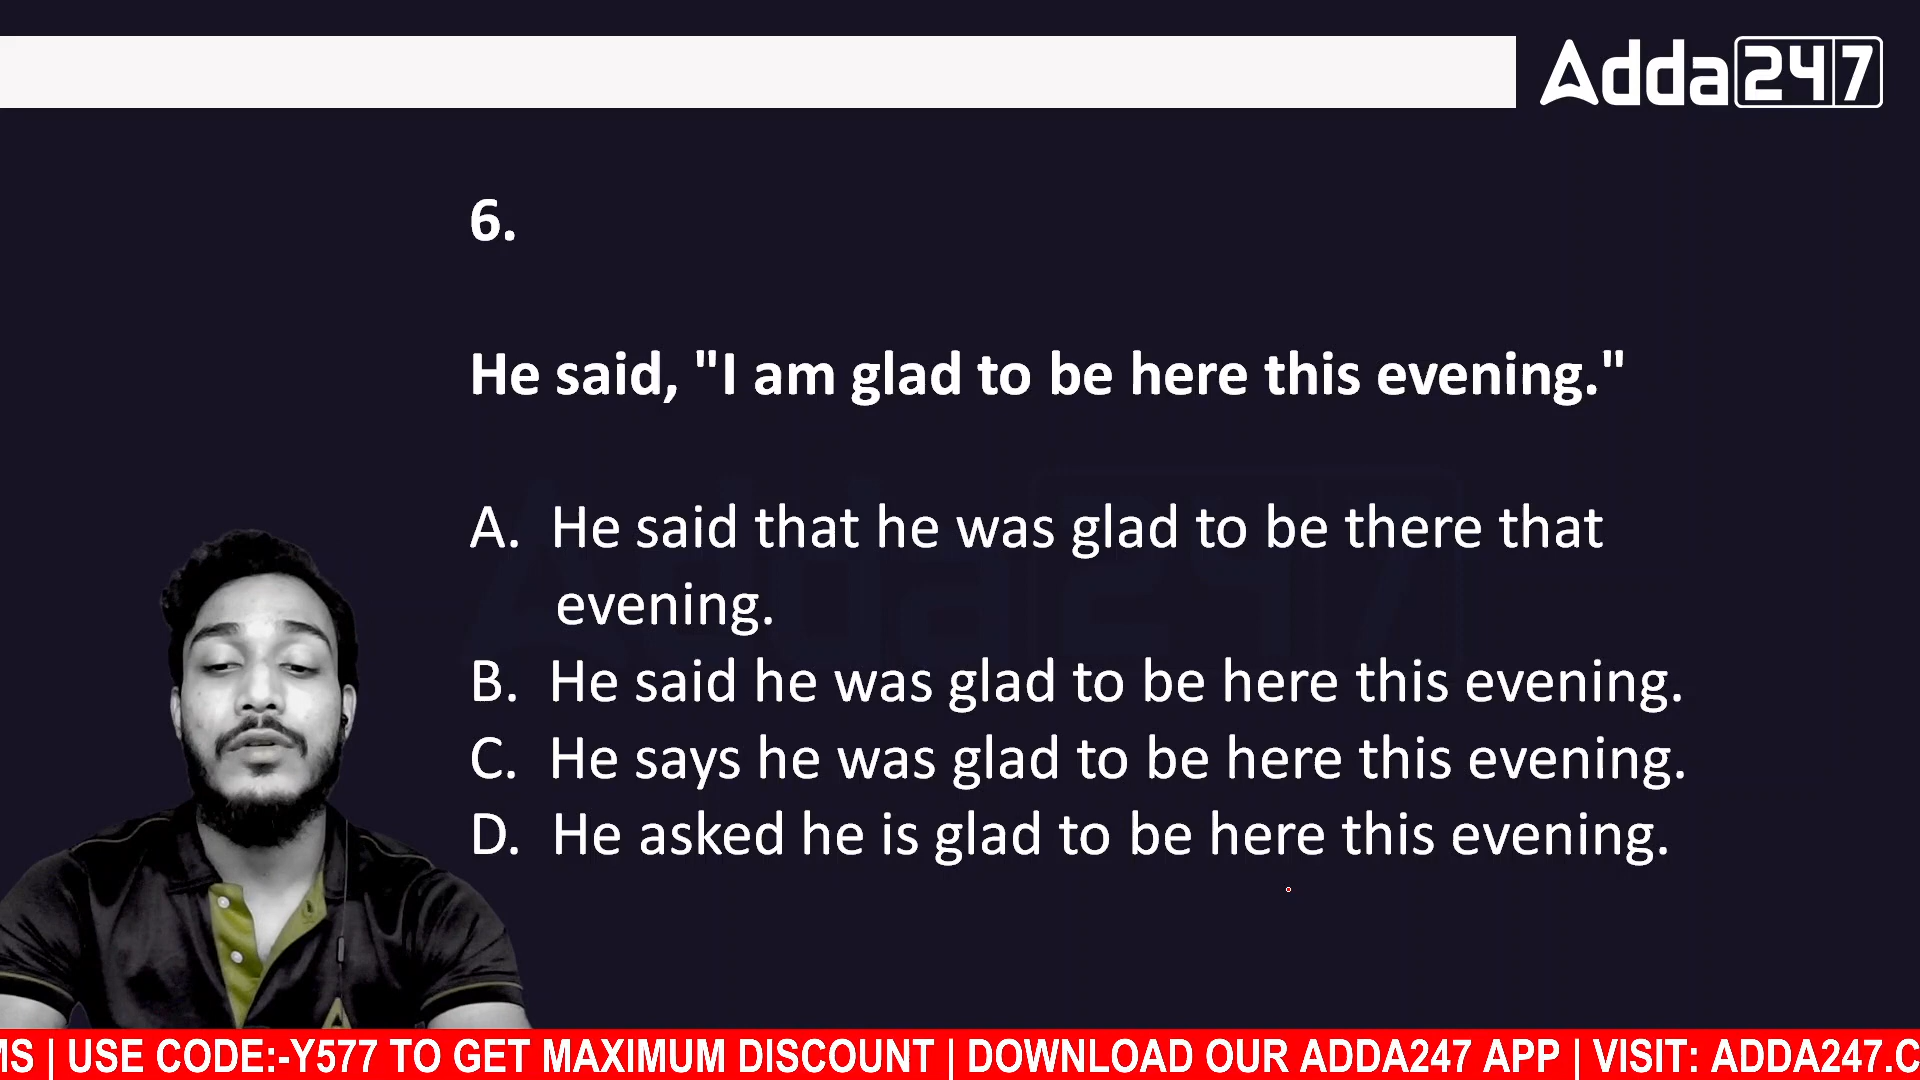 Adda247
6.
He said, "I am glad to be here this evening."
A. He said that he was glad to be there that
evening.
B. He said he was glad to be here this evening.
C. He says he was glad to be here this evening.
D. He asked he is glad to be here this evening.
MS | USE CODE:-Y577 TO GET MAXIMUM DISCOUNT | DOWNLOAD OUR ADDA247 APP | VISIT: ADDA247.C